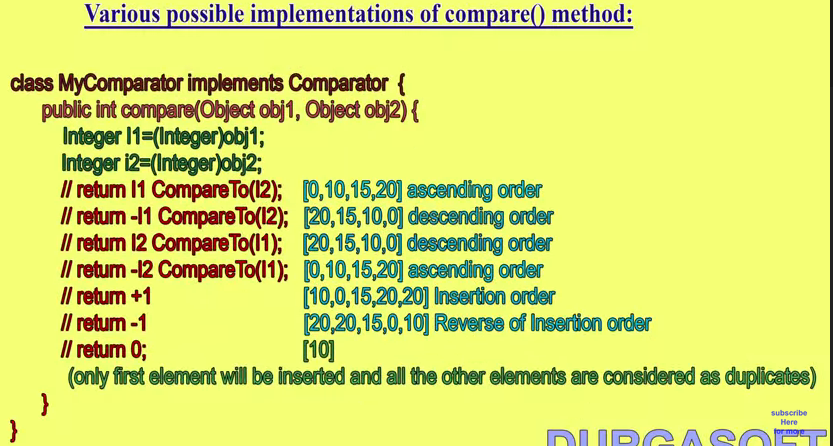 Various possible implementations of compare() method:
class MyComparator implements Comparator {
public int compare(Object obj1, Object obj2) {
Integer I1=(Integer)obj1;
Integer i2=(Integer)obj2;
// return I1 CompareTo(I2); [0,10,15,20] ascending order
// return -I1 CompareTo(I2); [20,15,10,0] descending order
// return I2 CompareTo(I1); [20,15,10,0] descending order
// return -I2 CompareTo(I1); [0,10,15,20] ascending order
// return +1 [10,0,15,20,20] Insertion order
// return -1 [20,20,15,0,10] Reverse of Insertion order
// return 0; [10]
(only first element will be inserted and all the other elements are considered as duplicates)
}
}
subscribe
Here
for more
DURGASOFT